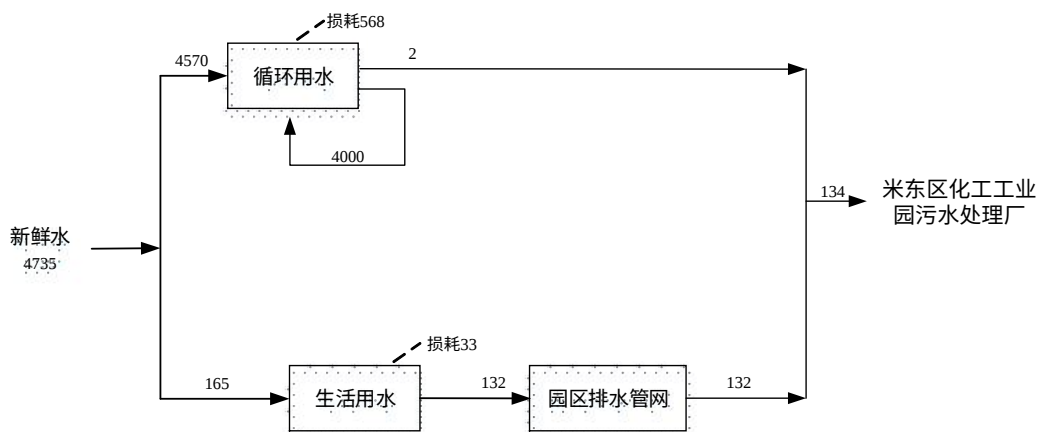 损耗568
4570
2
循环用水
4000
134
米东区化工工业
园污水处理厂
新鲜水
4735
损耗33
165
132
132
生活用水
园区排水管网